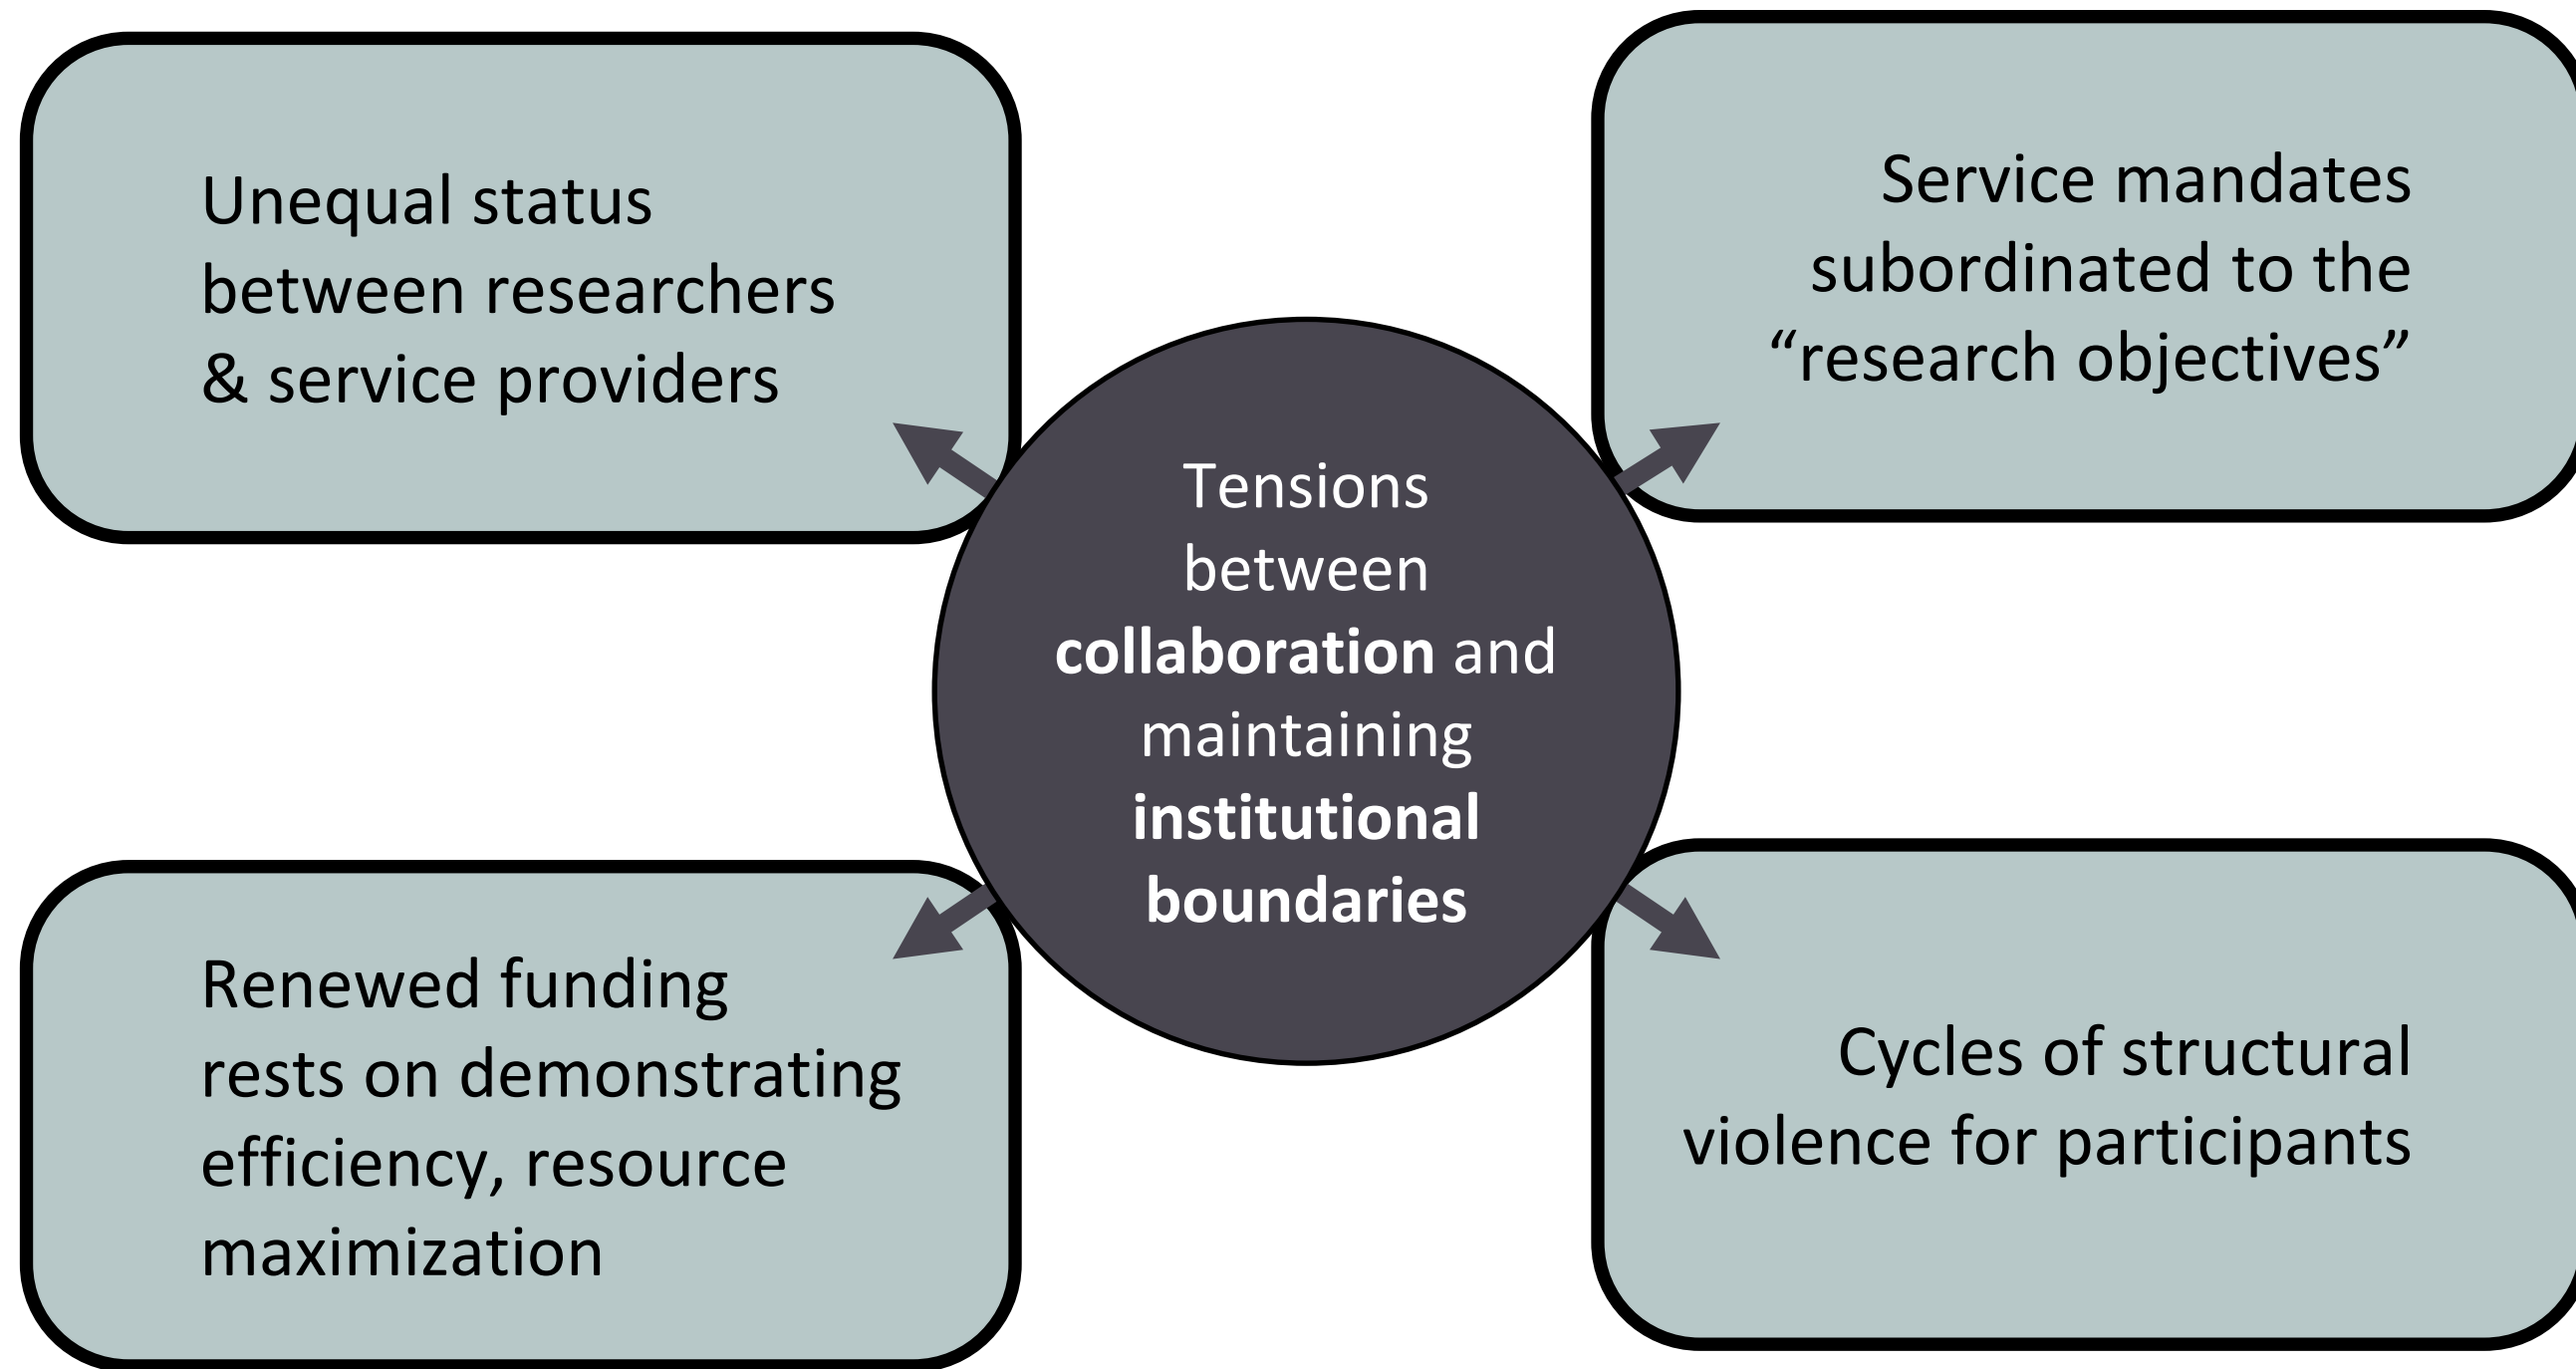 Unequal status
between researchers
& service providers
Service mandates
subordinated to the
“research objectives”
Tensions
between
collaboration and
maintaining
institutional
boundaries
Renewed funding
rests on demonstrating
efficiency, resource
maximization
Cycles of structural
violence for participants